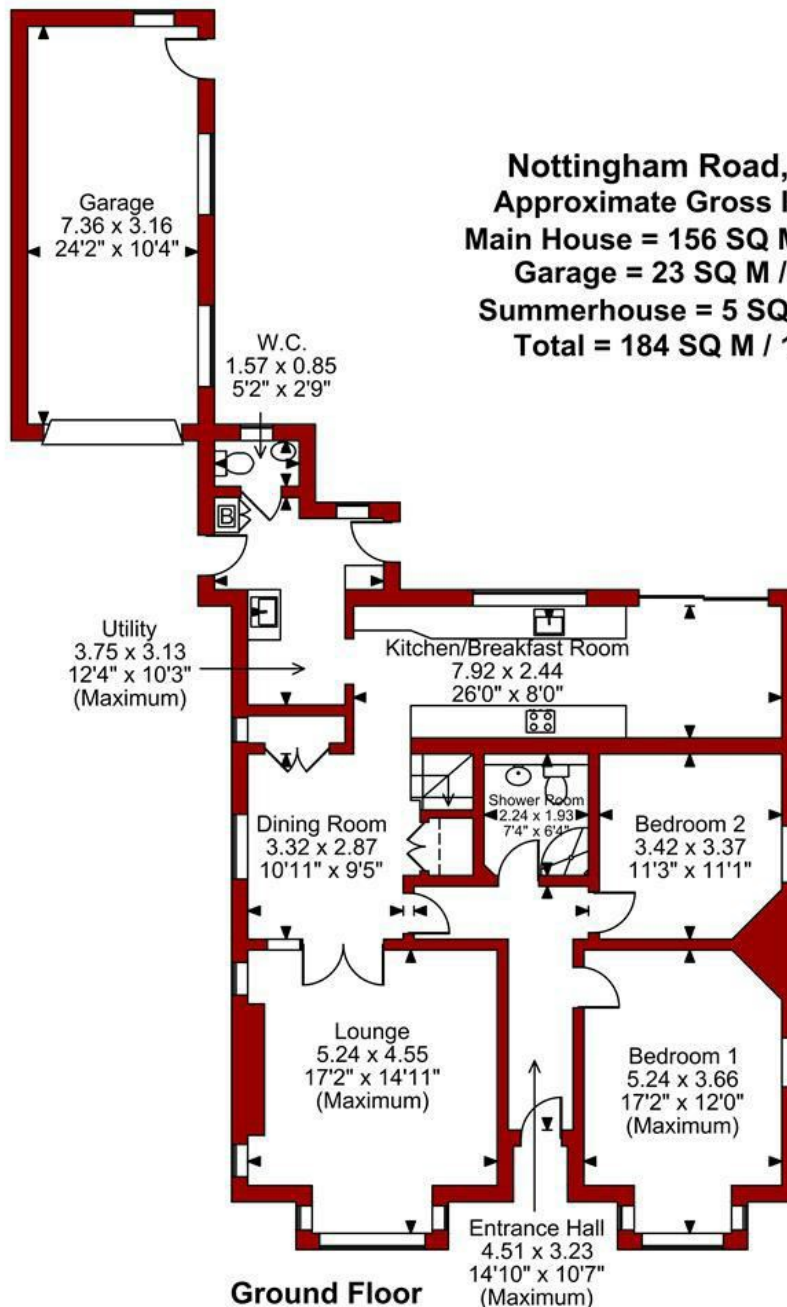 Nottingham Road,
Approximate Gross I
Main House = 156 SQ M
Garage = 23 SQ M /
Summerhouse = 5 SQ
Total = 184 SQ M / 1
Garage
7.36 x 3.16
24'2" x 10'4"
W.C.
1.57 x 0.85
5'2" x 2'9"
B
Utility
3.75 x 3.13
12'4" x 10'3"
(Maximum)
Kitchen/Breakfast Room
7.92 x 2.44
26'0" x 8'0"
Shower Room
2.24 x 1.93
7'4" x 6'4"
Dining Room
3.32 x 2.87
10'11" x 9'5"
Bedroom 2
3.42 x 3.37
11'3" x 11'1"
Lounge
5.24 x 4.55
17'2" x 14'11"
(Maximum)
Bedroom 1
5.24 x 3.66
17'2" x 12'0"
(Maximum)
Entrance Hall
4.51 x 3.23
14'10" x 10'7"
(Maximum)
Ground Floor